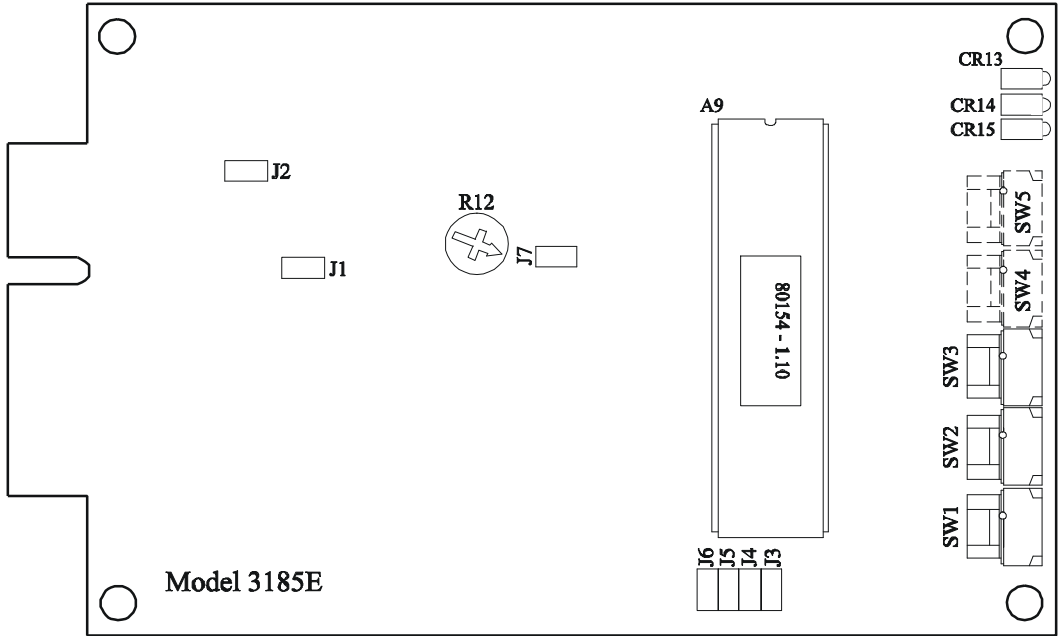 CR13
A9
CR14
CR15
J2
R12
SW5
J7
J1
SW4
80154 - 1.10
SW3
SW2
SW1
J6
J5
J4
J3
Model 3185E